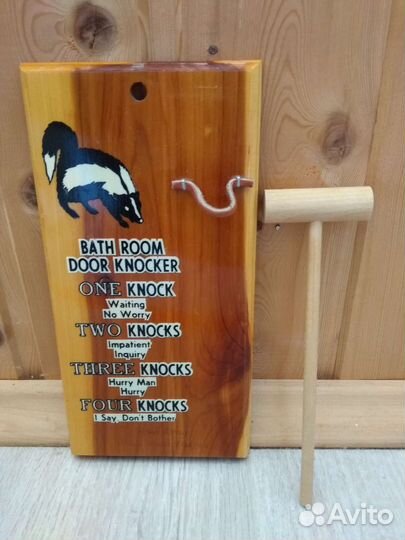 BATH ROOM
DOOR KNOCKER
ONE KNOCK
Waiting
No Worry
TWO KNOCKS
Impatient
Inquiry
THREE KNOCKS
Hurry Man
Hurry
FOUR KNOCKS
I Say, Don't Bother
Avito